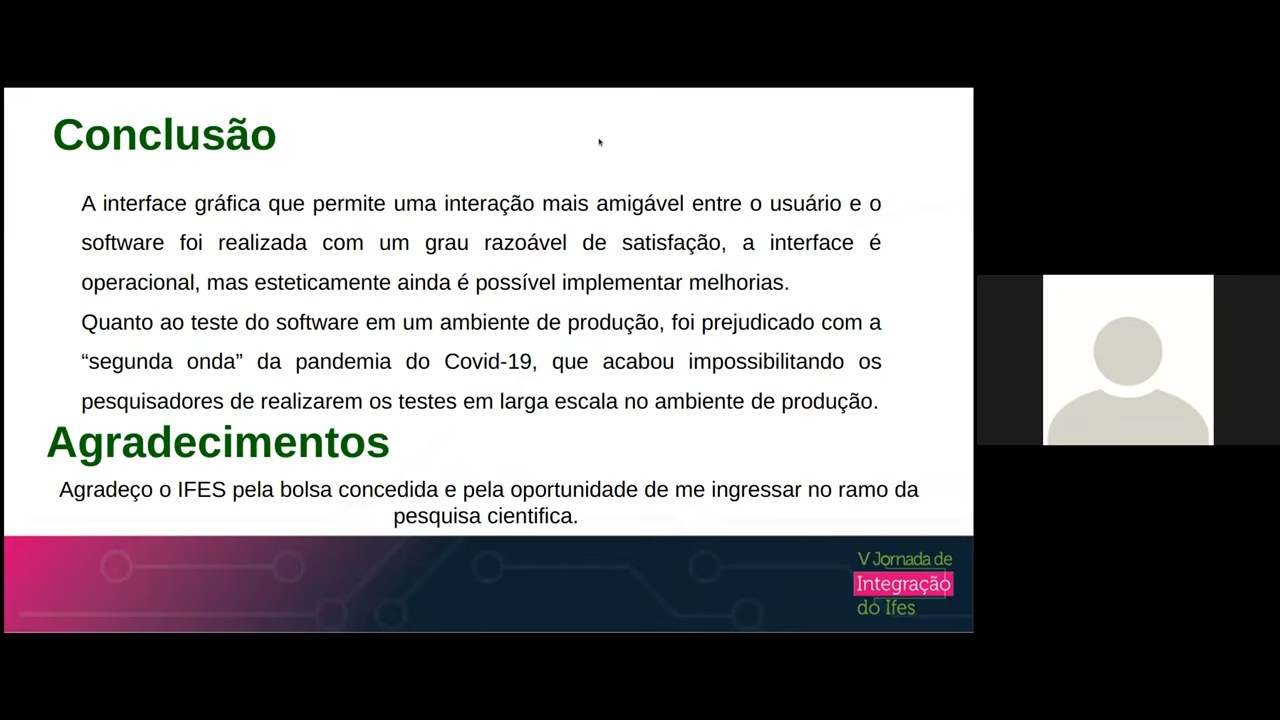 Conclusão
A interface gráfica que permite uma interação mais amigável entre o usuário e o
software foi realizada com um grau razoável de satisfação, a interface é
operacional, mas esteticamente ainda é possível implementar melhorias.
Quanto ao teste do software em um ambiente de produção, foi prejudicado com a
“segunda onda” da pandemia do Covid-19, que acabou impossibilitando os
pesquisadores de realizarem os testes em larga escala no ambiente de produção.
Agradecimentos
Agradeço o IFES pela bolsa concedida e pela oportunidade de me ingressar no ramo da
pesquisa cientifica.
V Jornada de
Integração
do Ifes